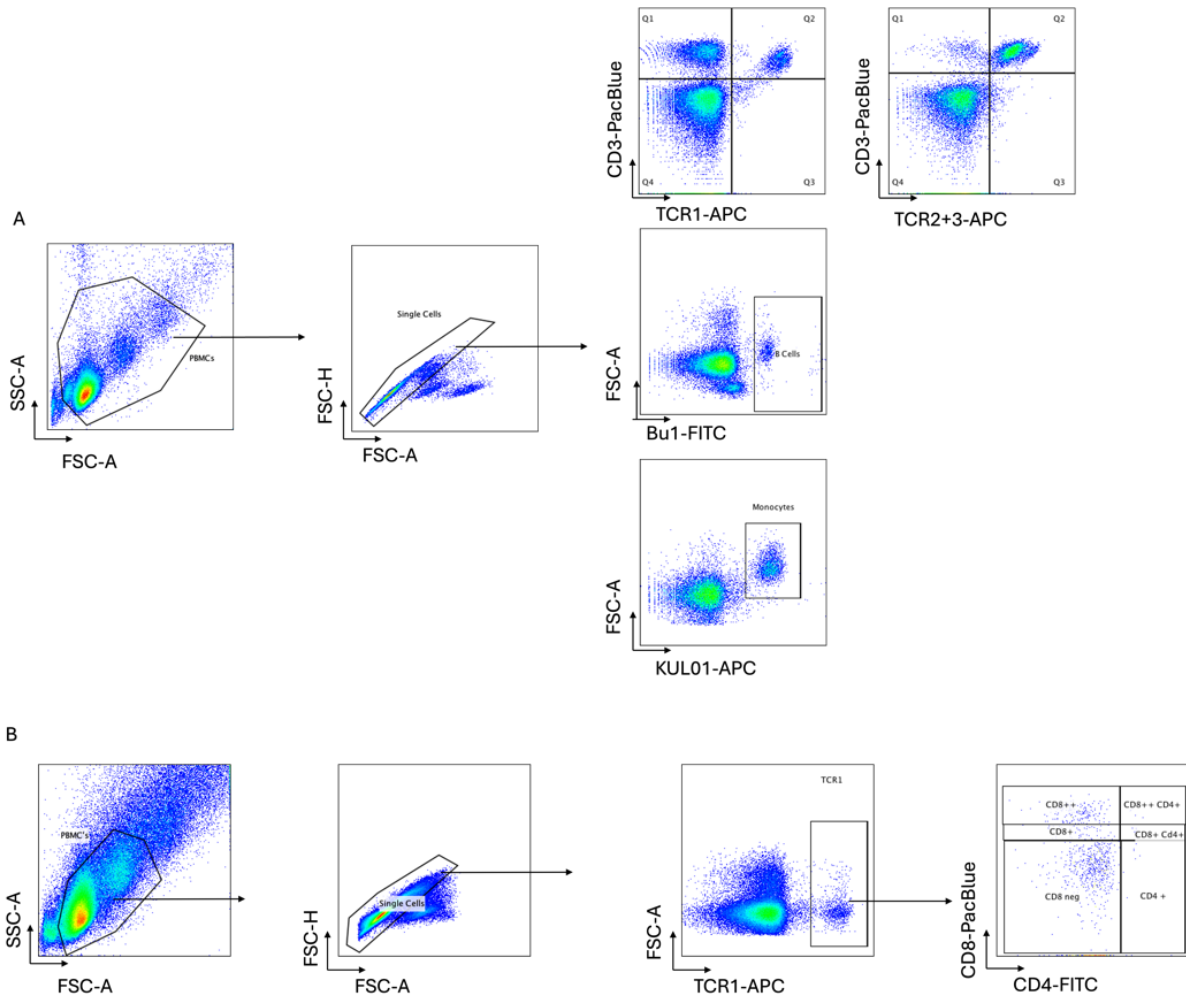 Q1
Q2
CD3-PacBlue
Q4
Q3
TCR1-APC
Q1
Q2
CD3-PacBlue
Q4
Q3
TCR2+3-APC
A
SSC-A
PBMCs
FSC-A
FSC-H
Single Cells
FSC-A
FSC-A
B Cells
Bu1-FITC
FSC-A
Monocytes
KUL01-APC
B
SSC-A
PBMC's
FSC-A
FSC-H
Single Cells
FSC-A
FSC-A
TCR1
TCR1-APC
CD8-PacBlue
CD8++
CD8++ CD4+
CD8+
CD8+ Cd4+
CD8 neg
CD4 +
CD4-FITC